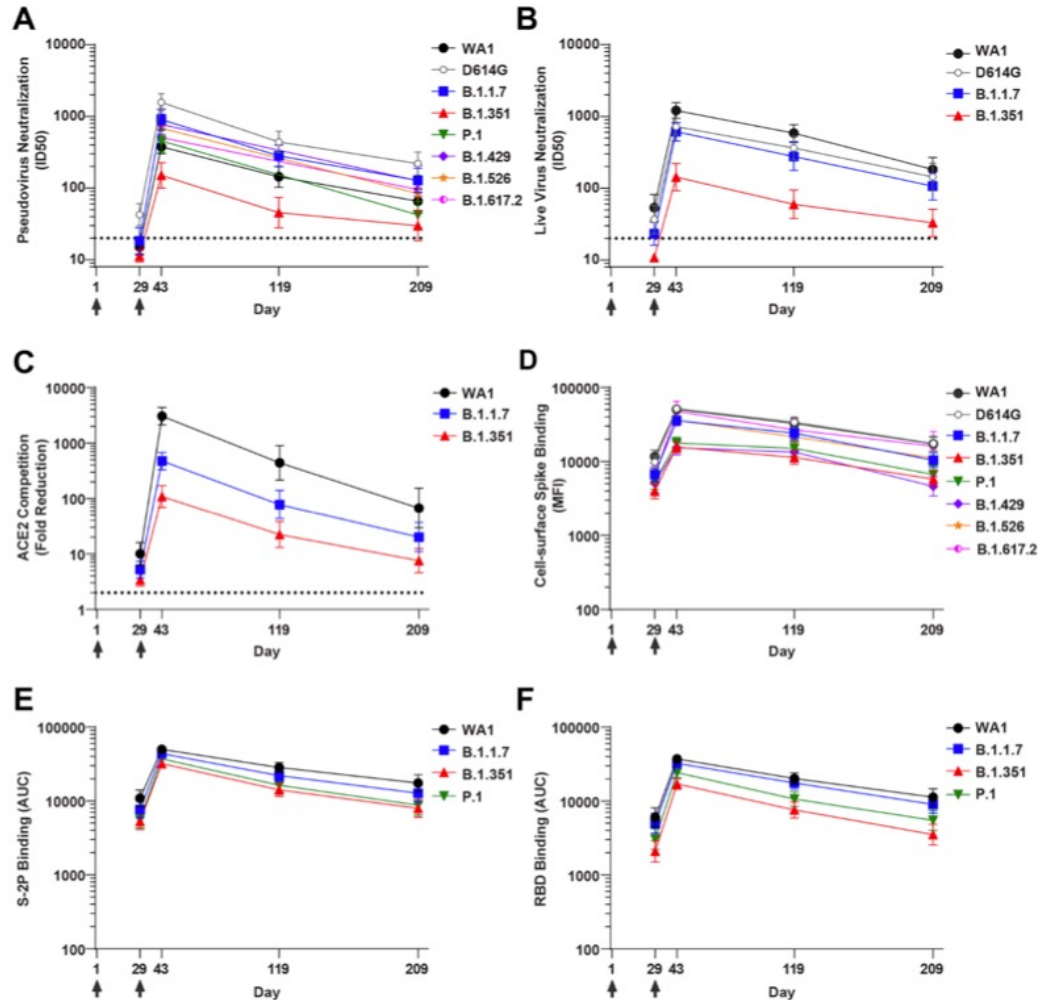 A
Pseudovirus Neutralization
(ID50)
10000
1000
100
10
1 29 43 119 209
Day
WA1
D614G
B.1.1.7
B.1.351
P.1
B.1.429
B.1.526
B.1.617.2
B
Live Virus Neutralization
(ID50)
10000
1000
100
10
1 29 43 119 209
Day
WA1
D614G
B.1.1.7
B.1.351
C
ACE2 Competition
(Fold Reduction)
10000
1000
100
10
1
1 29 43 119 209
Day
WA1
B.1.1.7
B.1.351
D
Cell-surface Spike Binding
(MFI)
100000
10000
1000
100
1 29 43 119 209
Day
WA1
D614G
B.1.1.7
B.1.351
P.1
B.1.429
B.1.526
B.1.617.2
E
S-2P Binding (AUC)
100000
10000
1000
100
1 29 43 119 209
Day
WA1
B.1.1.7
B.1.351
P.1
F
RBD Binding (AUC)
100000
10000
1000
100
1 29 43 119 209
Day
WA1
B.1.1.7
B.1.351
P.1